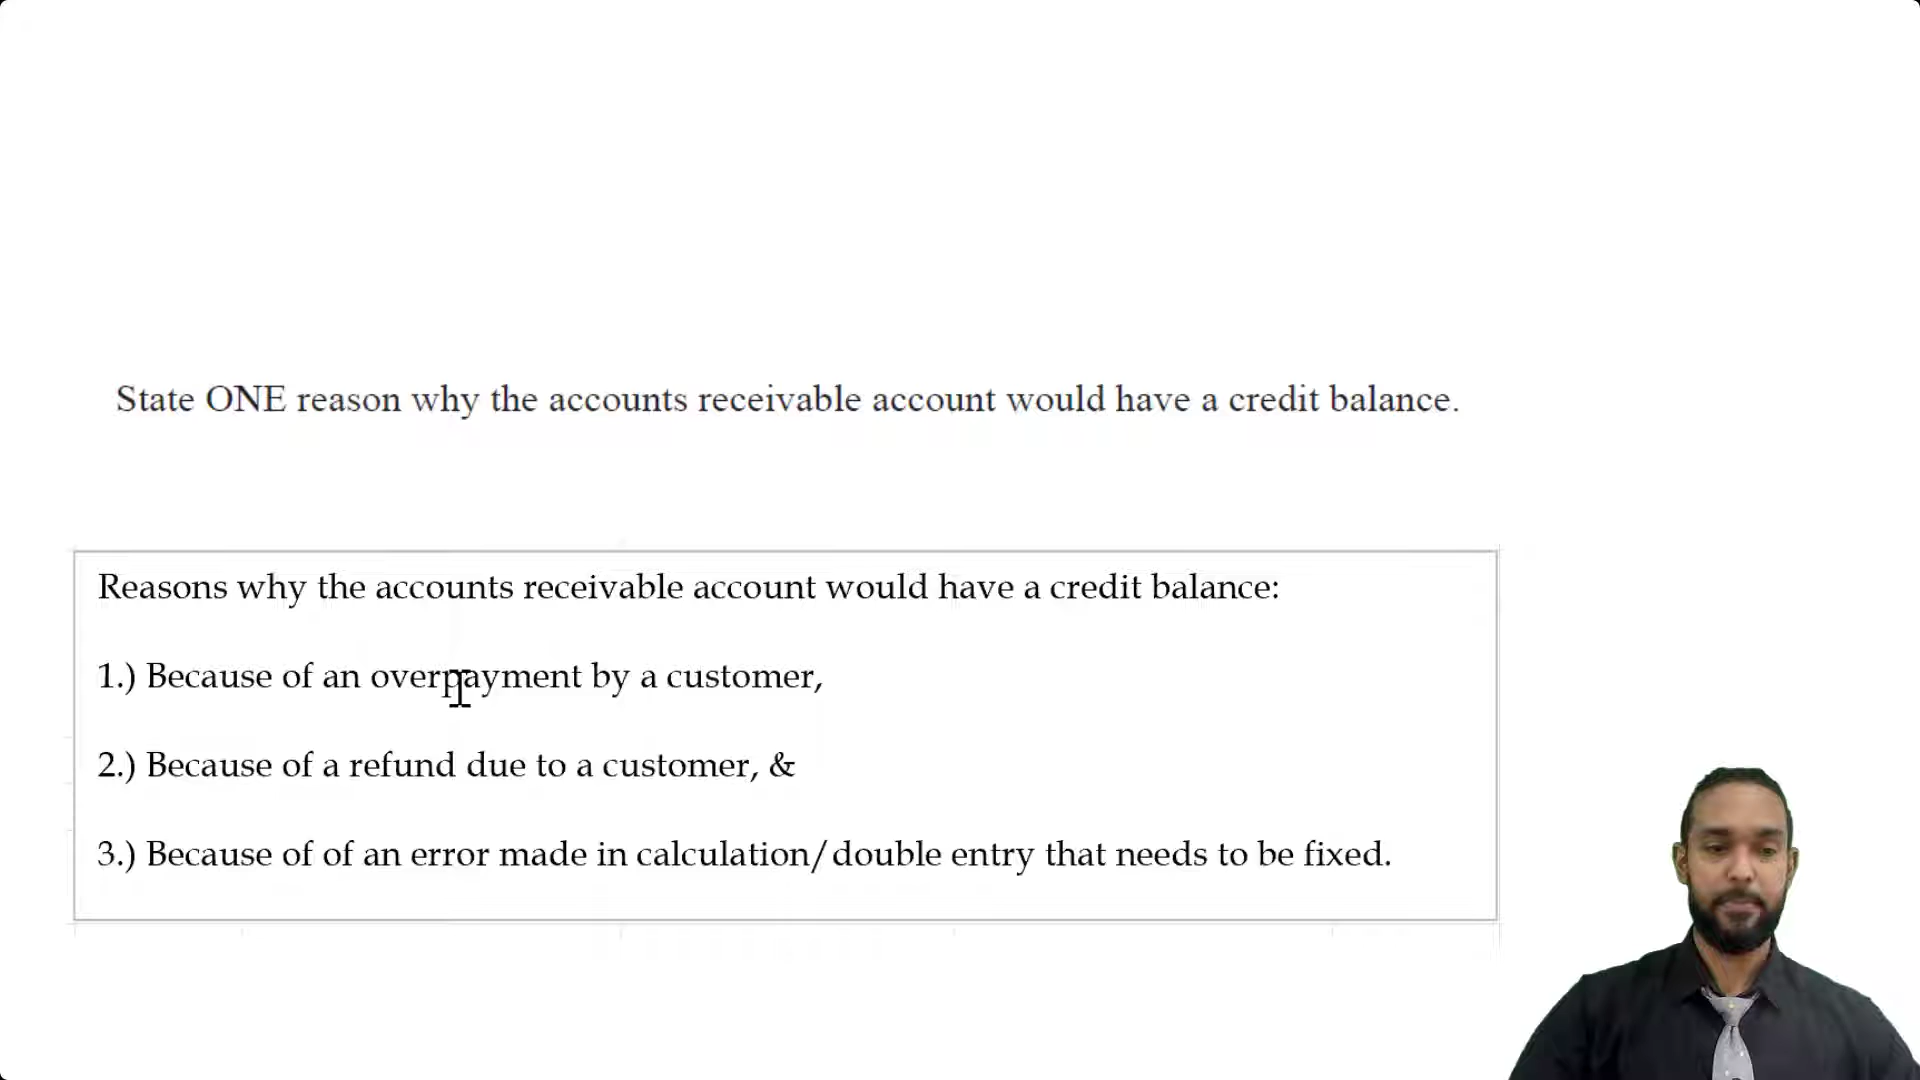 State ONE reason why the accounts receivable account would have a credit balance.
Reasons why the accounts receivable account would have a credit balance:
1.) Because of an overpayment by a customer,
2.) Because of a refund due to a customer, &
3.) Because of of an error made in calculation/double entry that needs to be fixed.